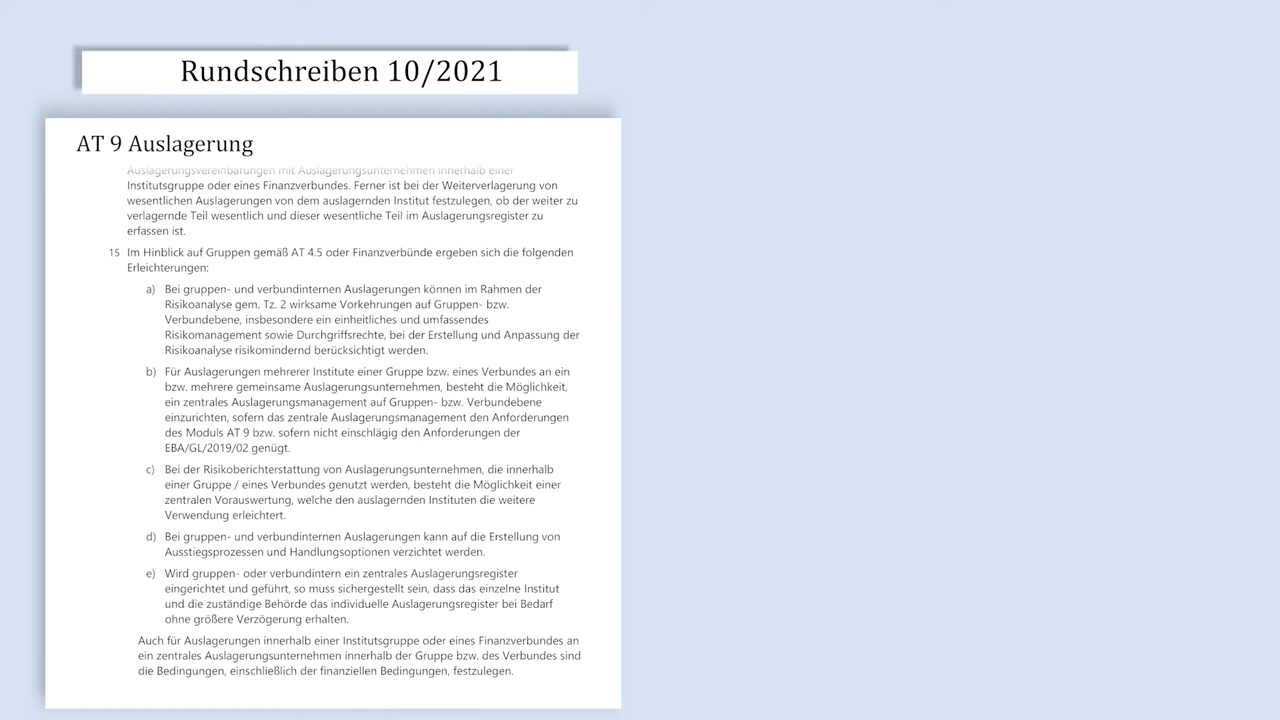 Rundschreiben 10/2021
AT 9 Auslagerung
Auslagerungsvereinbarungen mit Auslagerungsunternehmen innerhalb einer
Institutsgruppe oder eines Finanzverbundes. Ferner ist bei der Weiterverlagerung von
wesentlichen Auslagerungen von dem auslagernden Institut festzulegen, ob der weiter zu
verlagernde Teil wesentlich und dieser wesentliche Teil im Auslagerungsregister zu
erfassen ist.
15 Im Hinblick auf Gruppen gemäß AT 4.5 oder Finanzverbünde ergeben sich die folgenden
Erleichterungen:
a) Bei gruppen- und verbundinternen Auslagerungen können im Rahmen der
Risikoanalyse gem. Tz. 2 wirksame Vorkehrungen auf Gruppen- bzw.
Verbundebene, insbesondere ein einheitliches und umfassendes
Risikomanagement sowie Durchgriffsrechte, bei der Erstellung und Anpassung der
Risikoanalyse risikomindernd berücksichtigt werden.
b) Für Auslagerungen mehrerer Institute einer Gruppe bzw. eines Verbundes an ein
bzw. mehrere gemeinsame Auslagerungsunternehmen, besteht die Möglichkeit,
ein zentrales Auslagerungsmanagement auf Gruppen- bzw. Verbundebene
einzurichten, sofern das zentrale Auslagerungsmanagement den Anforderungen
des Moduls AT 9 bzw. sofern nicht einschlägig den Anforderungen der
EBA/GL/2019/02 genügt.
c) Bei der Risikoberichterstattung von Auslagerungsunternehmen, die innerhalb
einer Gruppe / eines Verbundes genutzt werden, besteht die Möglichkeit einer
zentralen Vorauswertung, welche den auslagernden Instituten die weitere
Verwendung erleichtert.
d) Bei gruppen- und verbundinternen Auslagerungen kann auf die Erstellung von
Ausstiegsprozessen und Handlungsoptionen verzichtet werden.
e) Wird gruppen- oder verbundintern ein zentrales Auslagerungsregister
eingerichtet und geführt, so muss sichergestellt sein, dass das einzelne Institut
und die zuständige Behörde das individuelle Auslagerungsregister bei Bedarf
ohne größere Verzögerung erhalten.
Auch für Auslagerungen innerhalb einer Institutsgruppe oder eines Finanzverbundes an
ein zentrales Auslagerungsunternehmen innerhalb der Gruppe bzw. des Verbundes sind
die Bedingungen, einschließlich der finanziellen Bedingungen, festzulegen.